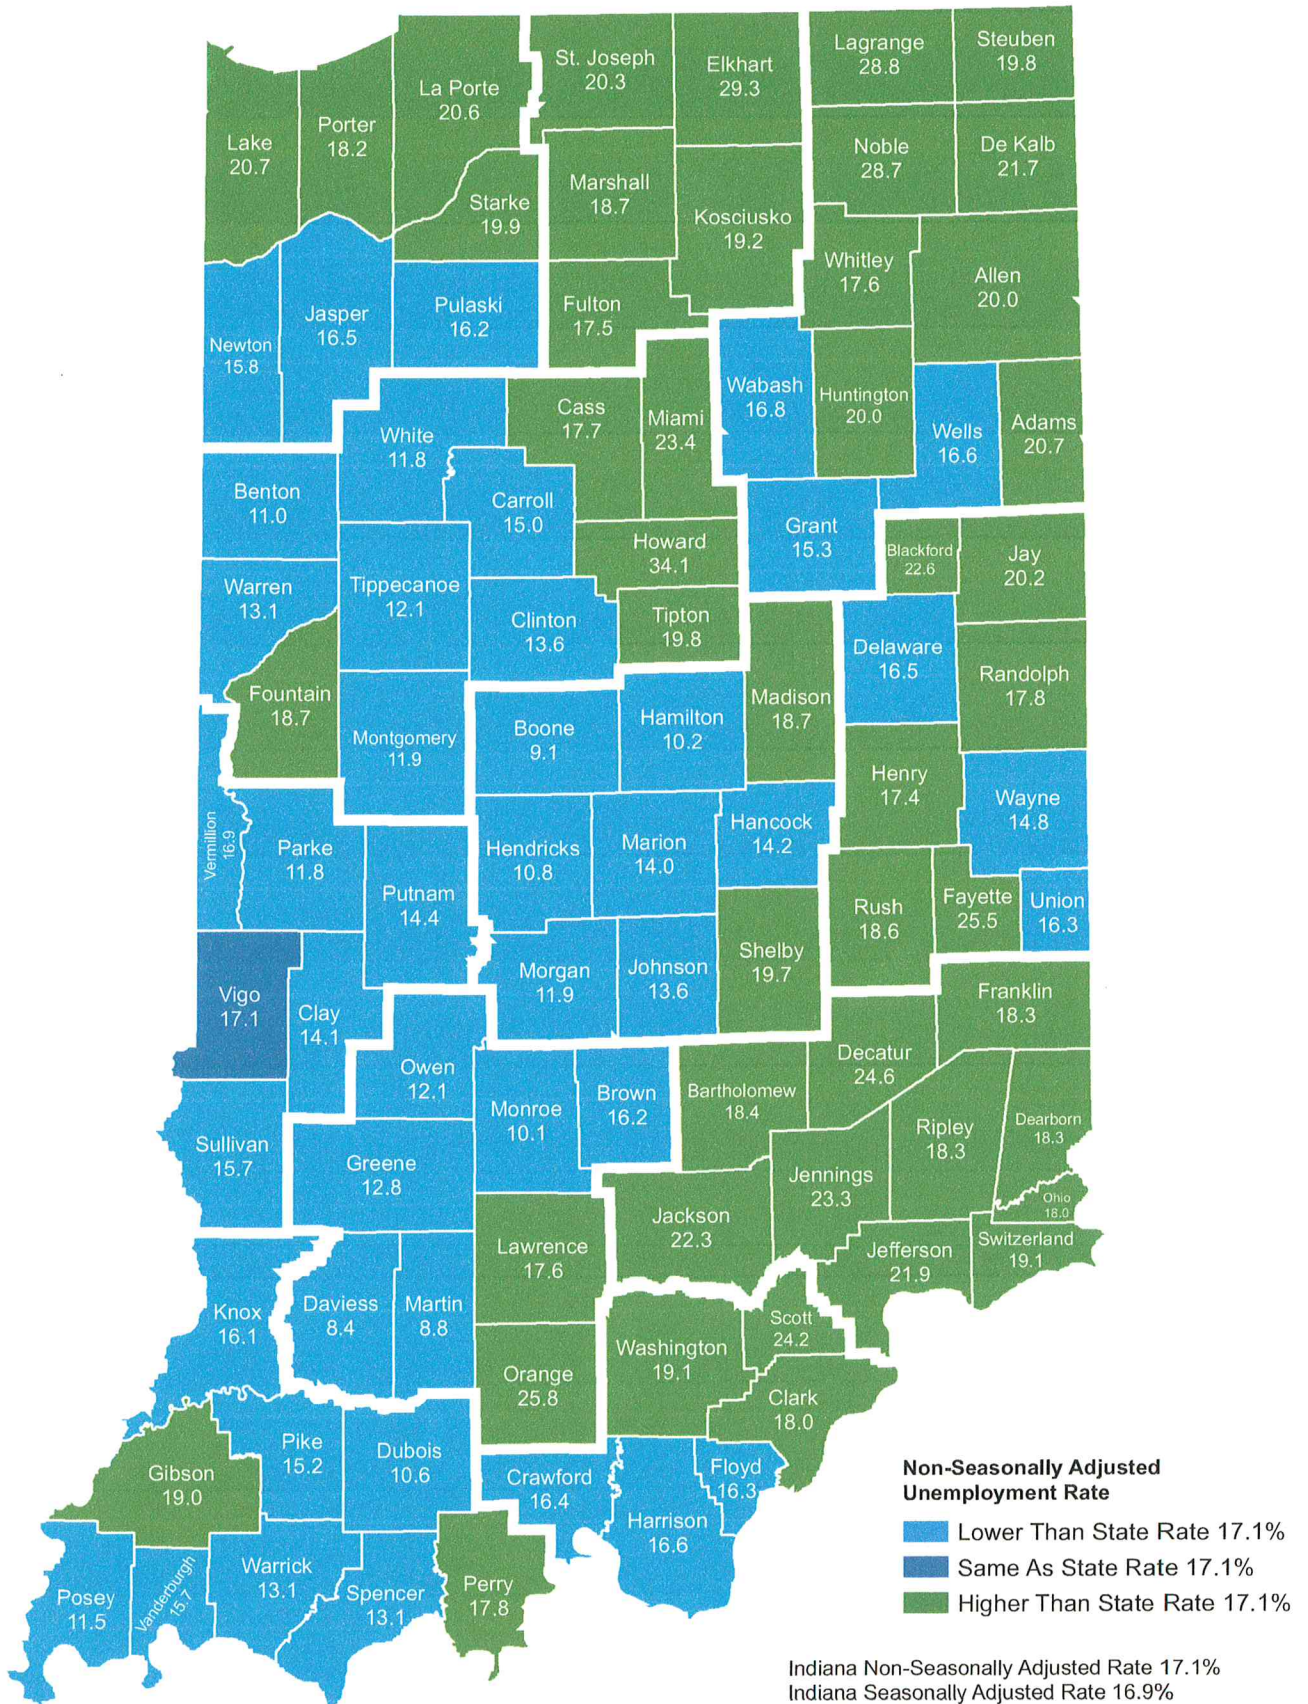 Lagrange
28.8
Steuben
19.8
St. Joseph
20.3
Elkhart
29.3
La Porte
20.6
Porter
18.2
Lake
20.7
Noble
28.7
De Kalb
21.7
Marshall
18.7
Starke
19.9
Kosciusko
19.2
Whitley
17.6
Allen
20.0
Jasper
16.5
Pulaski
16.2
Fulton
17.5
Newton
15.8
Wabash
16.8
Huntington
20.0
Wells
16.6
Adams
20.7
Cass
17.7
Miami
23.4
White
11.8
Benton
11.0
Carroll
15.0
Grant
15.3
Howard
34.1
Blackford
22.6
Jay
20.2
Warren
13.1
Tippecanoe
12.1
Clinton
13.6
Tipton
19.8
Delaware
16.5
Randolph
17.8
Fountain
18.7
Madison
18.7
Montgomery
11.9
Boone
9.1
Hamilton
10.2
Henry
17.4
Wayne
14.8
Vermillion
16.9
Parke
11.8
Putnam
14.4
Hendricks
10.8
Marion
14.0
Hancock
14.2
Rush
18.6
Fayette
25.5
Union
16.3
Vigo
17.1
Clay
14.1
Morgan
11.9
Johnson
13.6
Shelby
19.7
Franklin
18.3
Owen
12.1
Monroe
10.1
Brown
16.2
Bartholomew
18.4
Decatur
24.6
Ripley
18.3
Dearborn
18.3
Sullivan
15.7
Greene
12.8
Jennings
23.3
Ohio
18.0
Jackson
22.3
Lawrence
17.6
Jefferson
21.9
Switzerland
19.1
Knox
16.1
Daviess
8.4
Martin
8.8
Orange
25.8
Washington
19.1
Scott
24.2
Clark
18.0
Pike
15.2
Dubois
10.6
Gibson
19.0
Crawford
16.4
Floyd
16.3
Harrison
16.6
Posey
11.5
Vanderburgh
15.7
Warrick
13.1
Spencer
13.1
Perry
17.8
Non-Seasonally Adjusted
Unemployment Rate
Lower Than State Rate 17.1%
Same As State Rate 17.1%
Higher Than State Rate 17.1%
Indiana Non-Seasonally Adjusted Rate 17.1%
Indiana Seasonally Adjusted Rate 16.9%